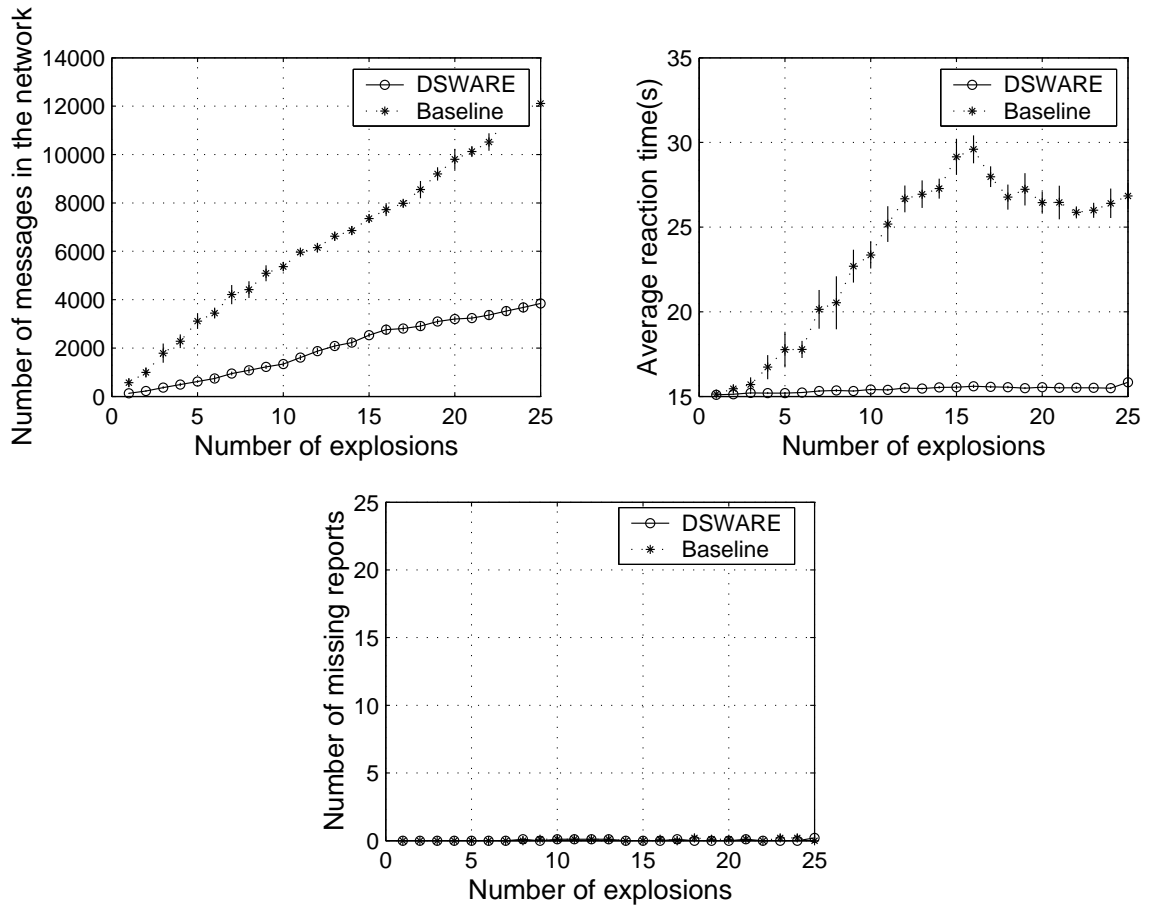 Number of messages in the network
14000
12000
10000
8000
6000
4000
2000
0
0 5 10 15 20 25
Number of explosions
DSWARE
Baseline
Average reaction time(s)
35
30
25
20
15
0 5 10 15 20 25
Number of explosions
DSWARE
Baseline
Number of missing reports
25
20
15
10
5
0
0 5 10 15 20 25
Number of explosions
DSWARE
Baseline